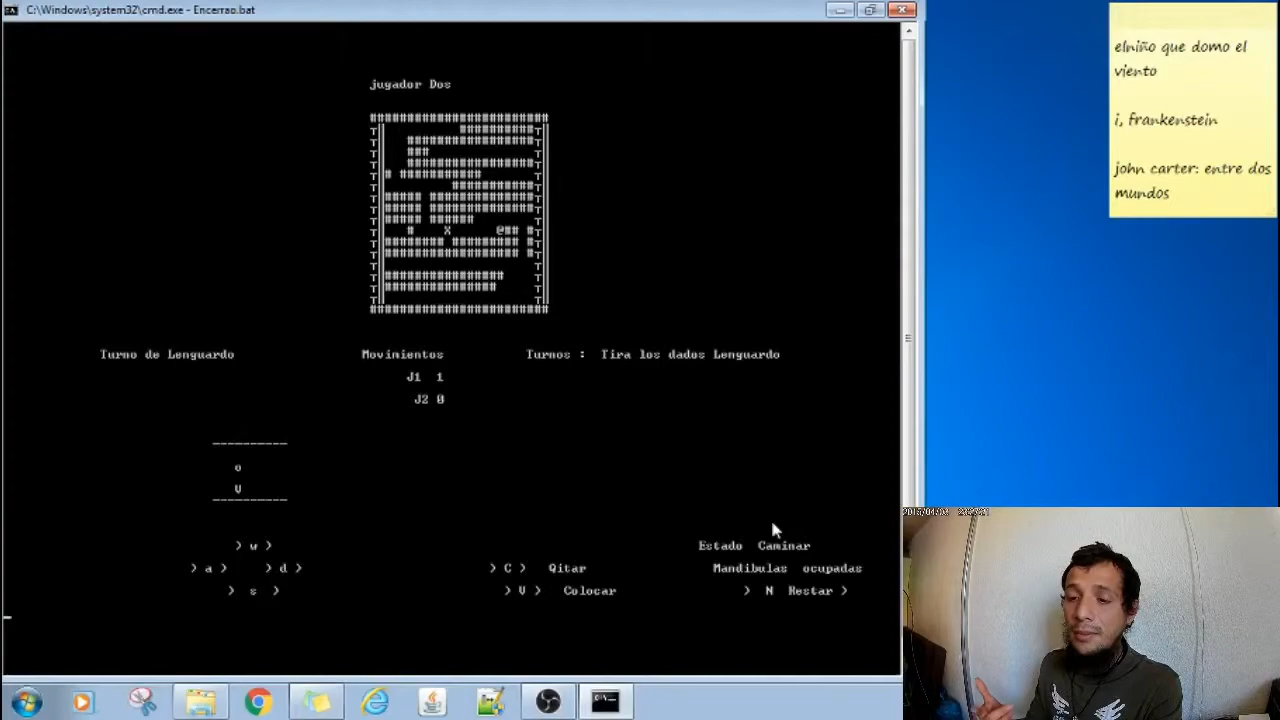 C:\Windows\system32\cmd.exe - Encerrao.bat
elniño que domo el
viento
i, frankenstein
john carter: entre dos
mundos
jugador Dos
X
@
Turno de Lenguardo
Movimientos
Turnos : Tira los dados Lenguardo
J1 1
J2 0
o
V
> w >
> a > > d >
> s >
> C > Qitar
> V > Colocar
Estado Caminar
Mandibulas ocupadas
> N Restar >